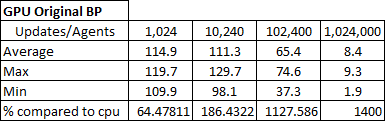 GPU Original BP
Updates/Agents 1,024 10,240 102,400 1,024,000
Average 114.9 111.3 65.4 8.4
Max 119.7 129.7 74.6 9.3
Min 109.9 98.1 37.3 1.9
% compared to cpu 64.47811 186.4322 1127.586 1400